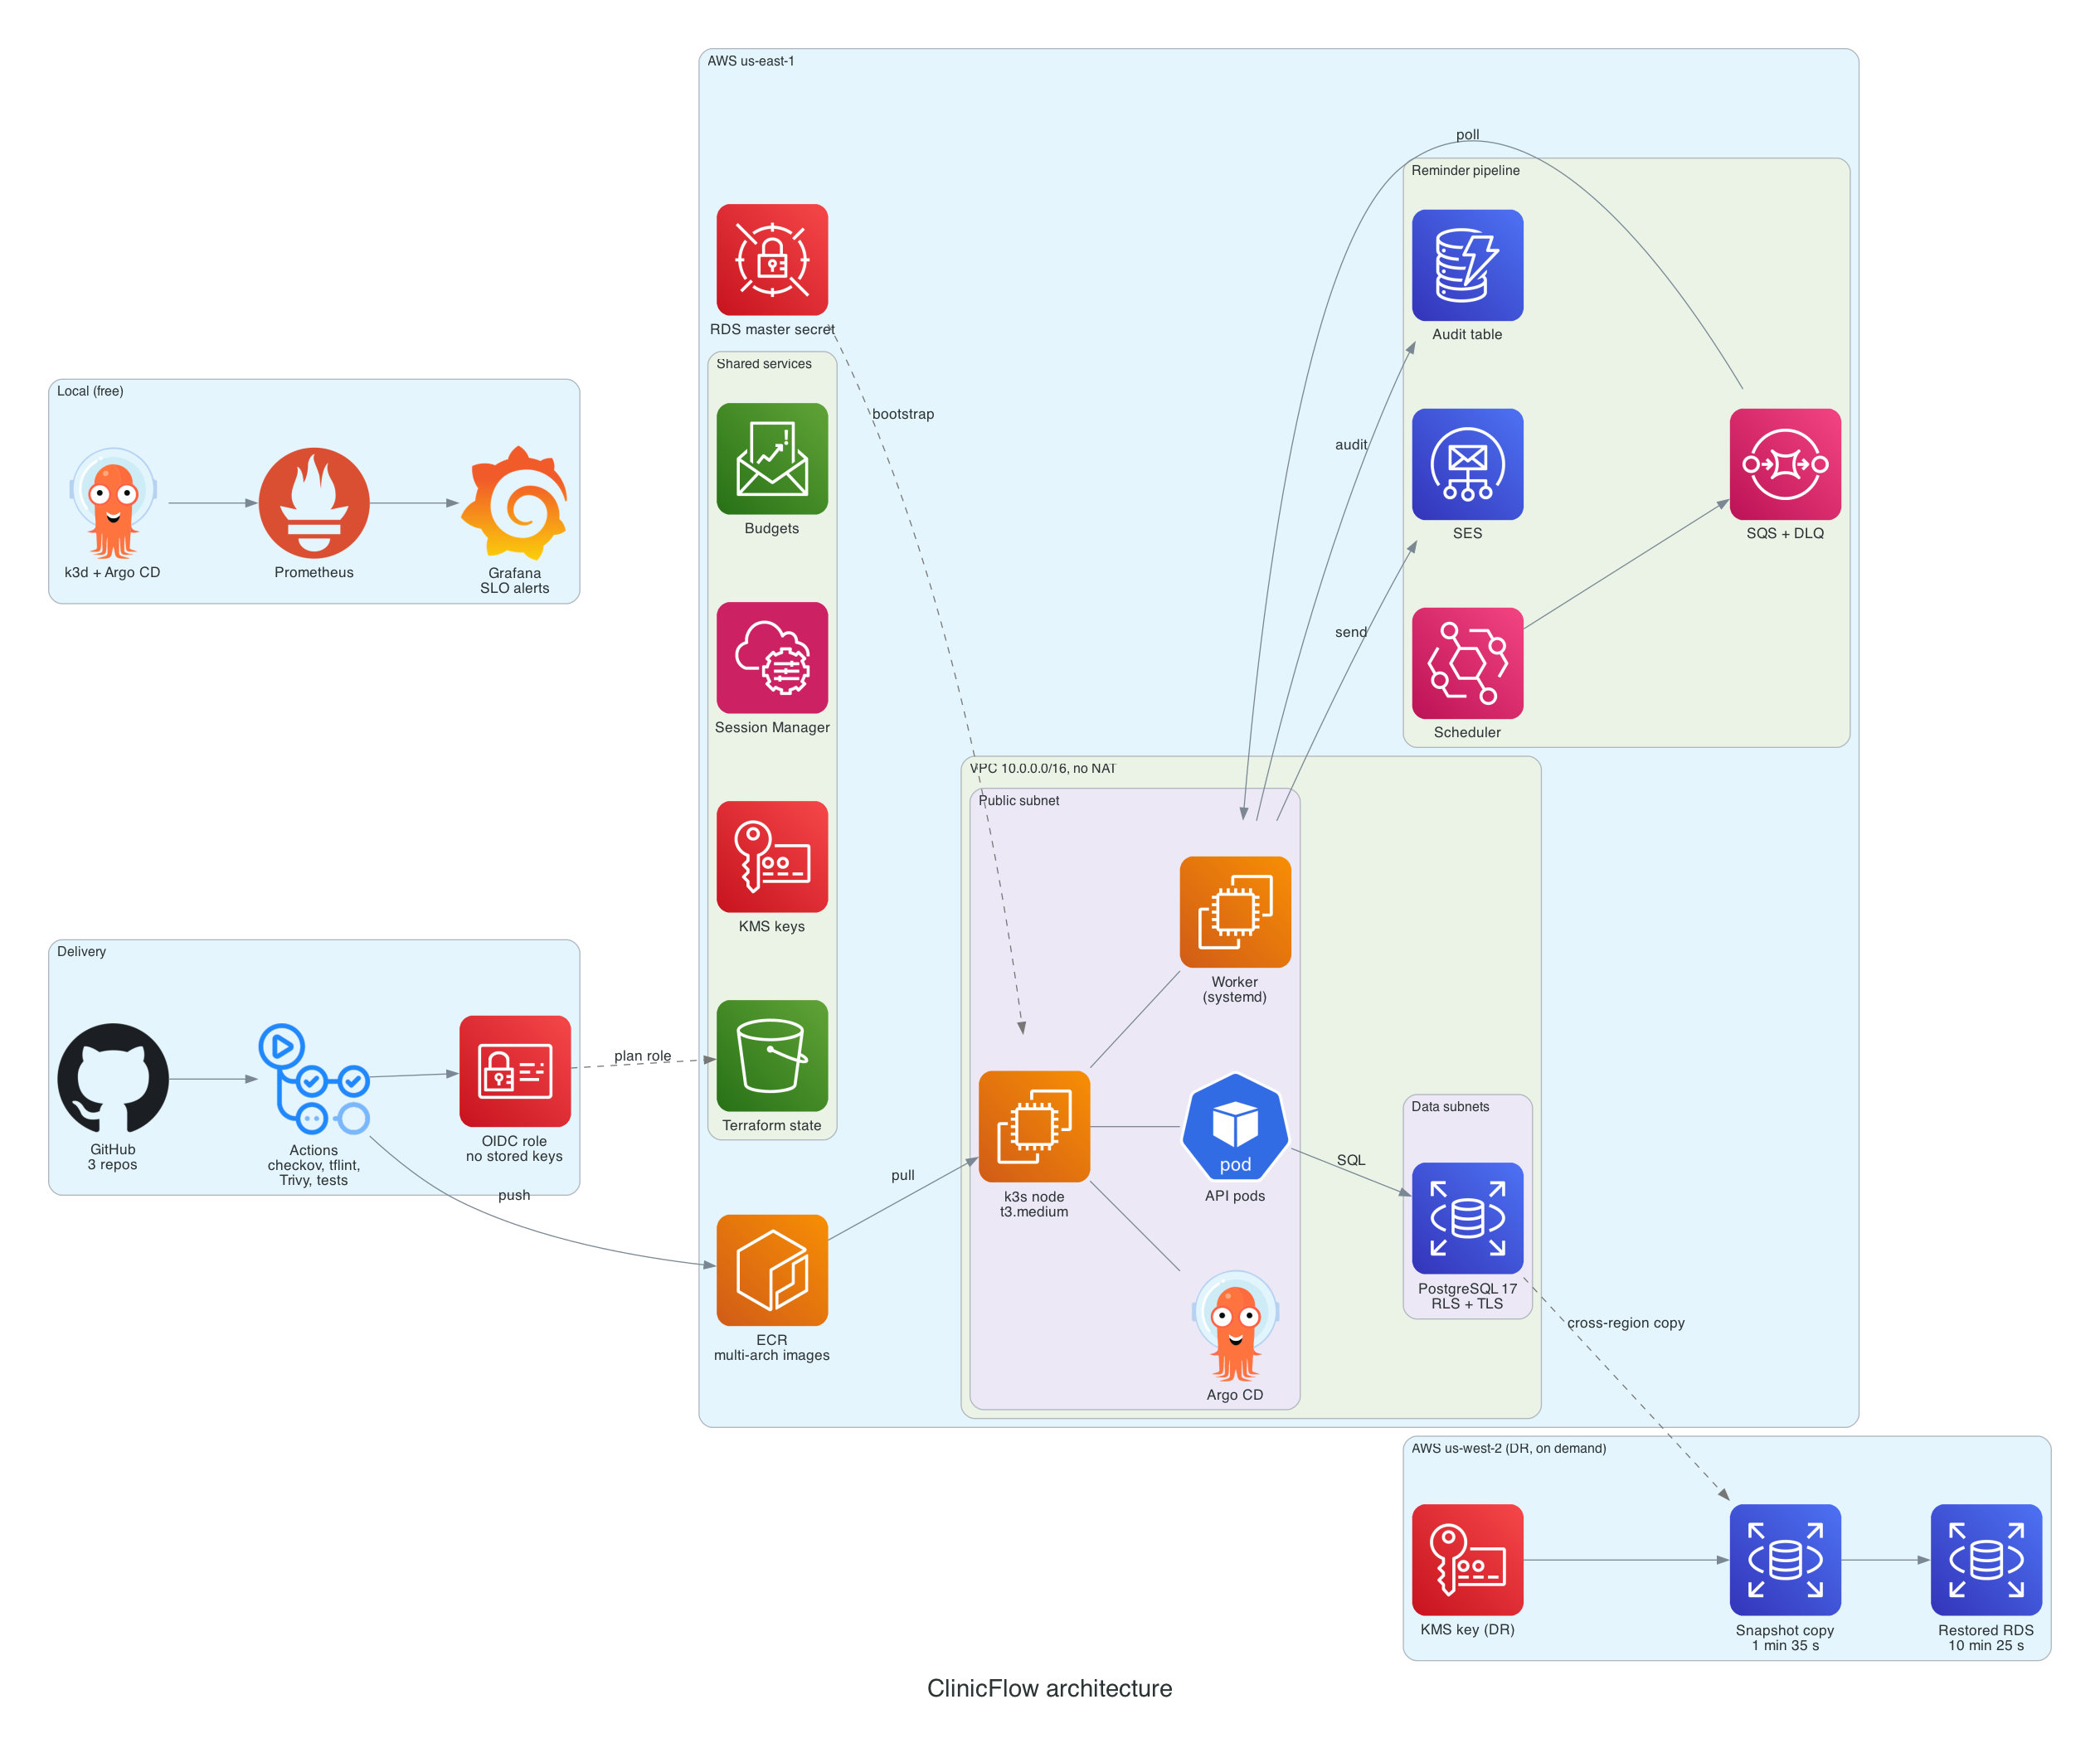 AWS us-east-1
poll
Reminder pipeline
Audit table
RDS master secret
Shared services
bootstrap
audit
Budgets
SES
SQS + DLQ
send
Session Manager
Scheduler
Local (free)
k3d + Argo CD
Prometheus
Grafana
SLO alerts
VPC 10.0.0.0/16, no NAT
Public subnet
KMS keys
Worker
(systemd)
Delivery
GitHub
3 repos
Actions
checkov, tflint,
Trivy, tests
OIDC role
no stored keys
plan role
Terraform state
push
pull
k3s node
t3.medium
pod
API pods
SQL
Data subnets
PostgreSQL 17
RLS + TLS
cross-region copy
ECR
multi-arch images
Argo CD
AWS us-west-2 (DR, on demand)
KMS key (DR)
Snapshot copy
1 min 35 s
Restored RDS
10 min 25 s
ClinicFlow architecture